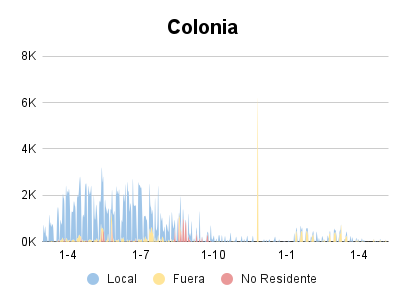 Colonia
8K
6K
4K
2K
0K
1-4 1-7 1-10 1-1 1-4
Local Fuera No Residente